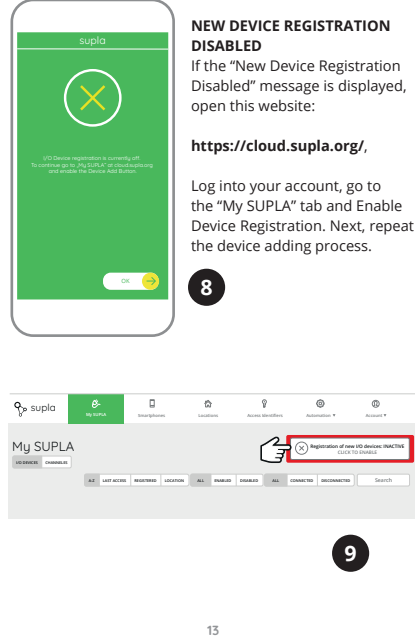 supla
I/O Device registration is currently off.
To continue go to „My SUPLA" at cloud.supla.org
and enable the Device Add Button.
OK
NEW DEVICE REGISTRATION
DISABLED
If the “New Device Registration
Disabled” message is displayed,
open this website:
https://cloud.supla.org/,
Log into your account, go to
the “My SUPLA” tab and Enable
Device Registration. Next, repeat
the device adding process.
8
supla
My SUPLA
Smartphones
Locations
Access Identifiers
Automation
Account
My SUPLA
I/O DEVICES CHANNELS
Registration of new I/O devices: INACTIVE
CLICK TO ENABLE
A-Z LAST ACCESS REGISTERED LOCATION ALL ENABLED DISABLED ALL CONNECTED DISCONNECTED Search
9
13